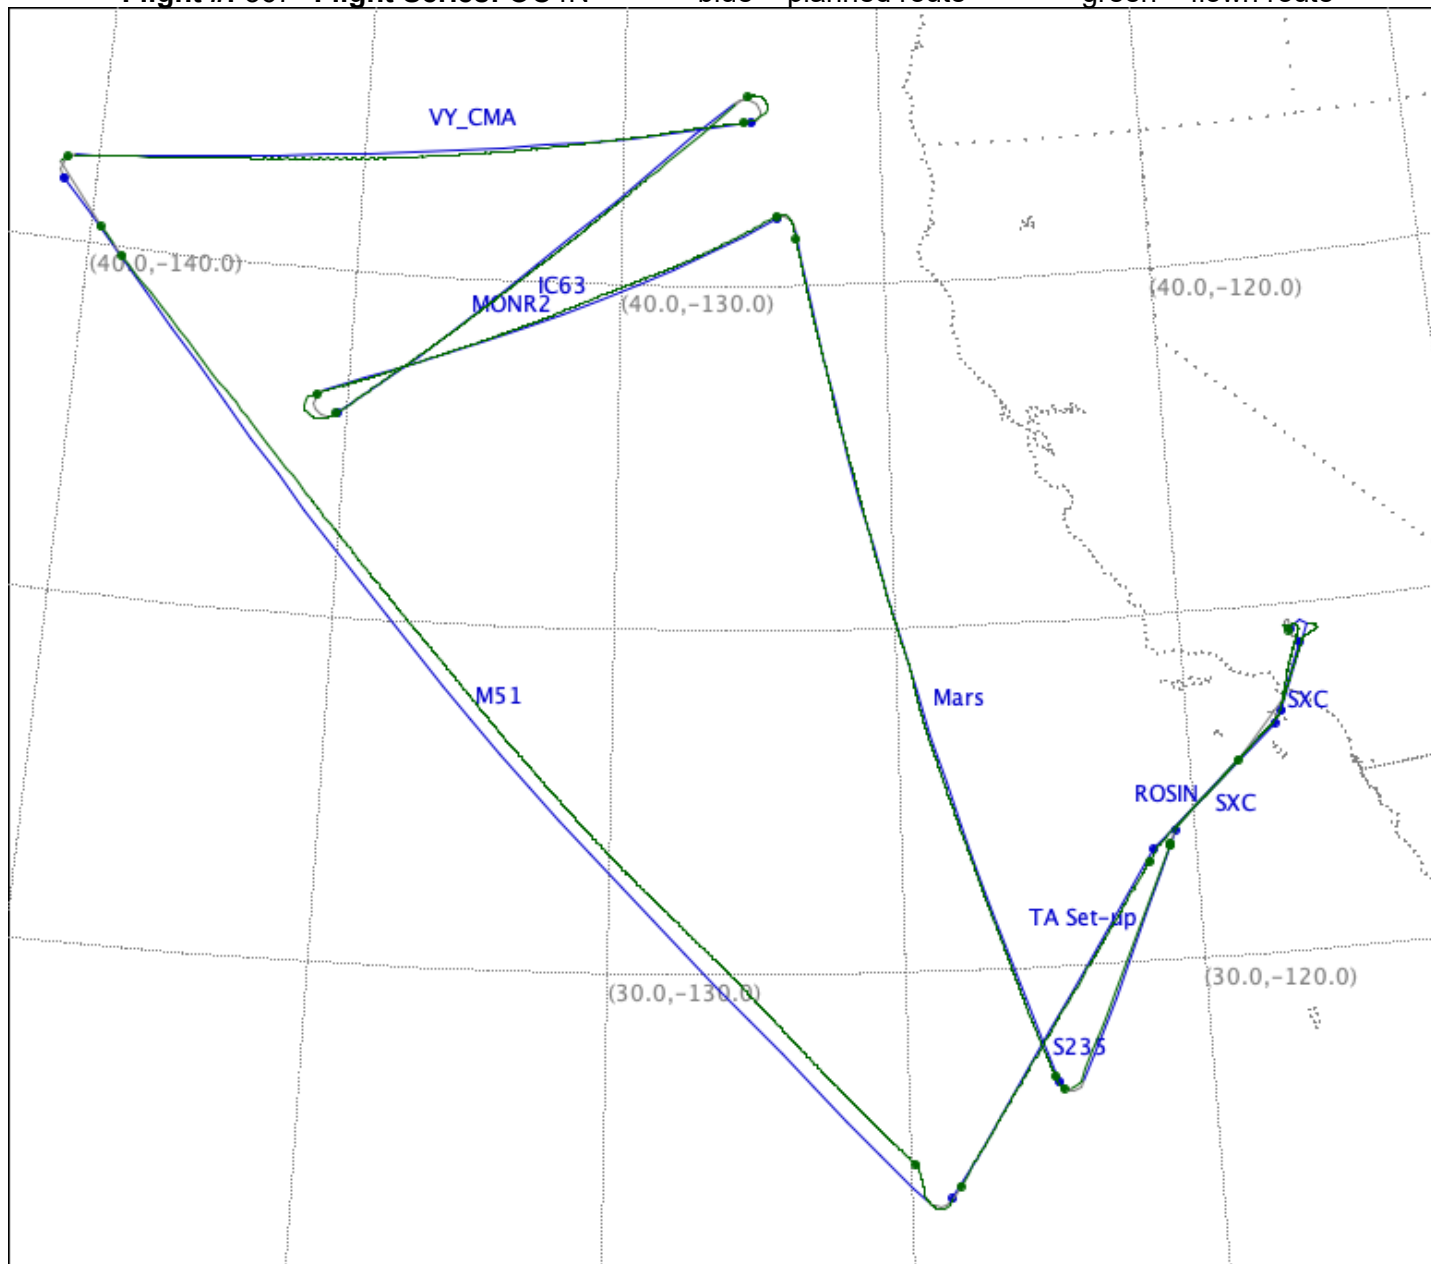 VY_CMA
(40.0,-140.0)
IC63
MONR2
(40.0,-130.0)
(40.0,-120.0)
M51
Mars
SXC
ROSIN
SXC
TA Set-up
(30.0,-130.0)
(30.0,-120.0)
S235